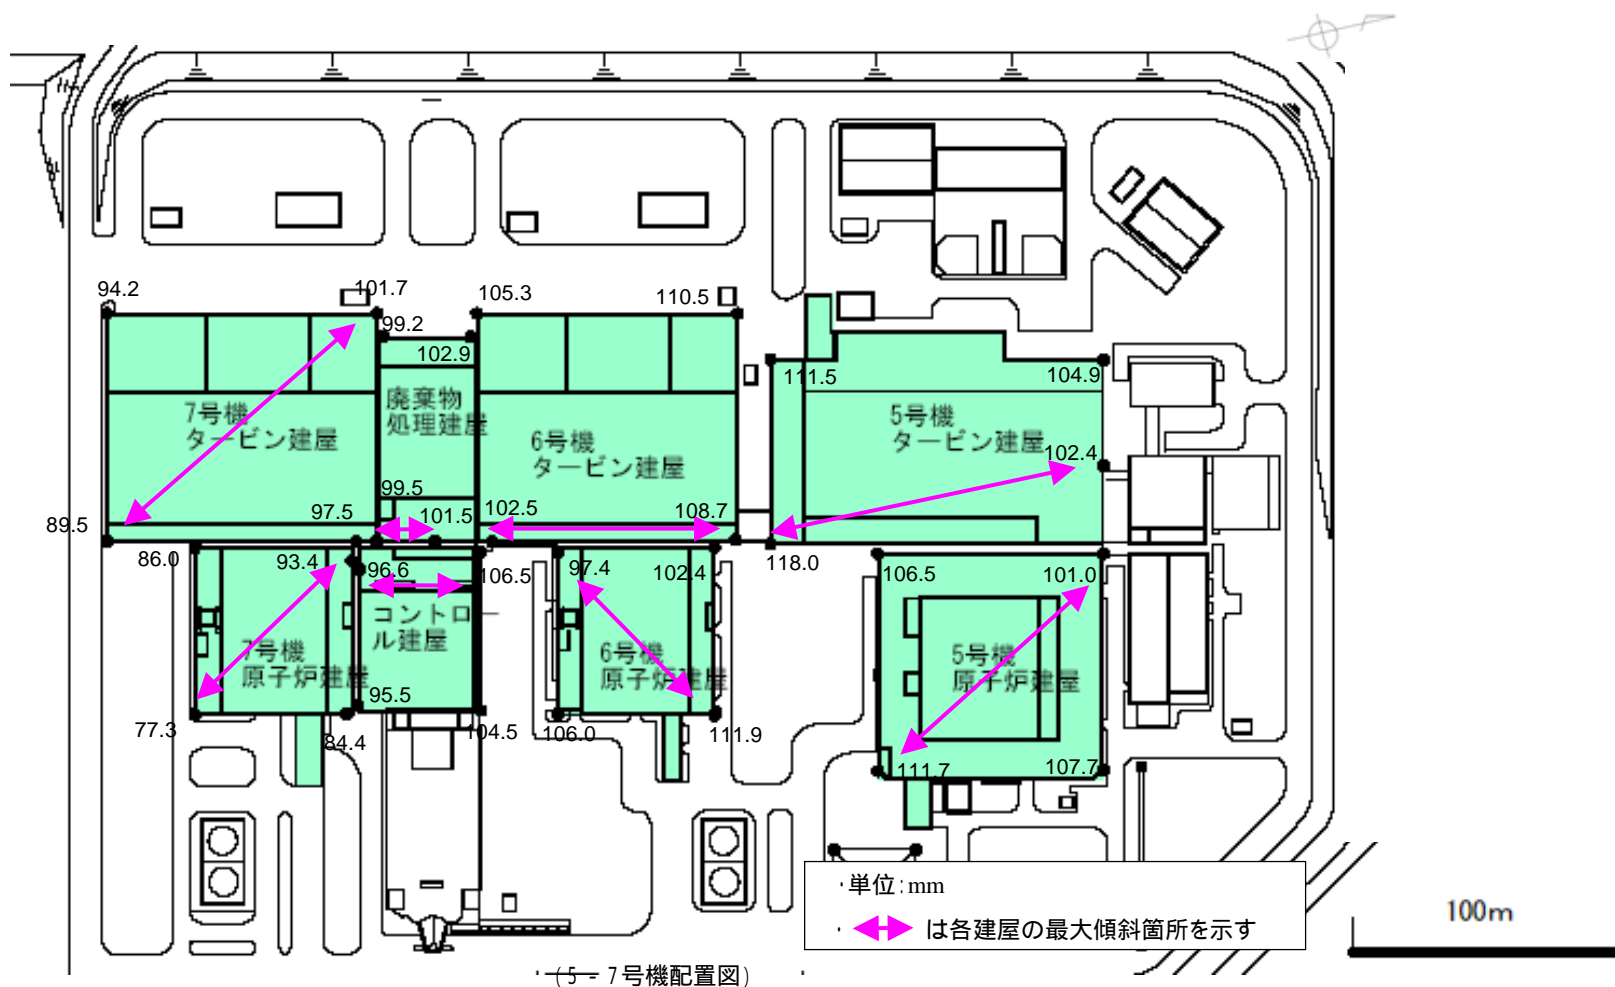 94.2
101.7
105.3
110.5
99.2
102.9
111.5
104.9
7号機
タービン建屋
廃棄物
処理建屋
6号機
タービン建屋
5号機
タービン建屋
102.4
99.5
97.5
101.5
102.5
108.7
89.5
86.0
93.4
96.6
106.5
97.4
102.4
118.0
106.5
101.0
コントロー
ル建屋
7号機
原子炉建屋
6号機
原子炉建屋
5号機
原子炉建屋
95.5
77.3
84.4
104.5
106.0
111.9
111.7
107.7
・単位:mm
・ は各建屋の最大傾斜箇所を示す
100m
(5-7号機配置図)